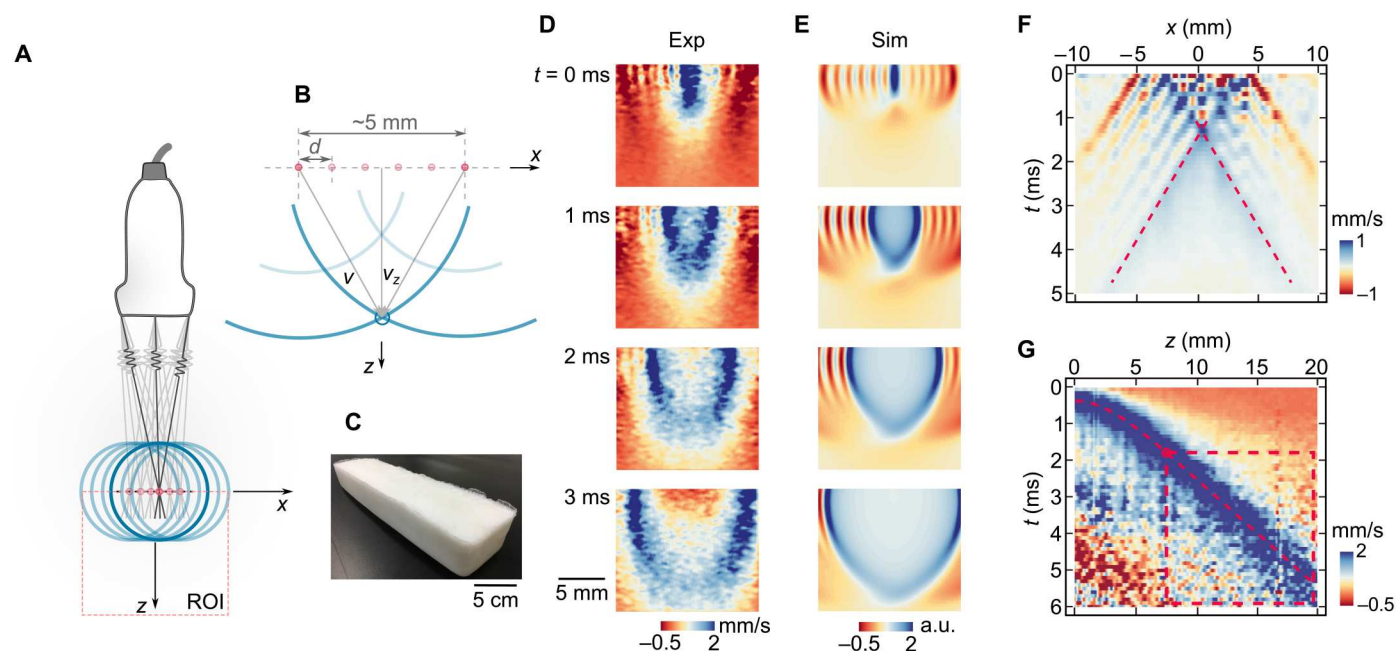 A
x
z
ROI
B
~5 mm
d
x
v
vz
z
C
5 cm
D
Exp
t = 0 ms
1 ms
2 ms
3 ms
5 mm
mm/s
–0.5 2
E
Sim
a.u.
–0.5 2
F
x (mm)
–10 –5 0 5 10
0
1
2
3
4
5
t (ms)
mm/s
1
–1
G
z (mm)
0 5 10 15 20
0
1
2
3
4
5
6
t (ms)
mm/s
2
–0.5